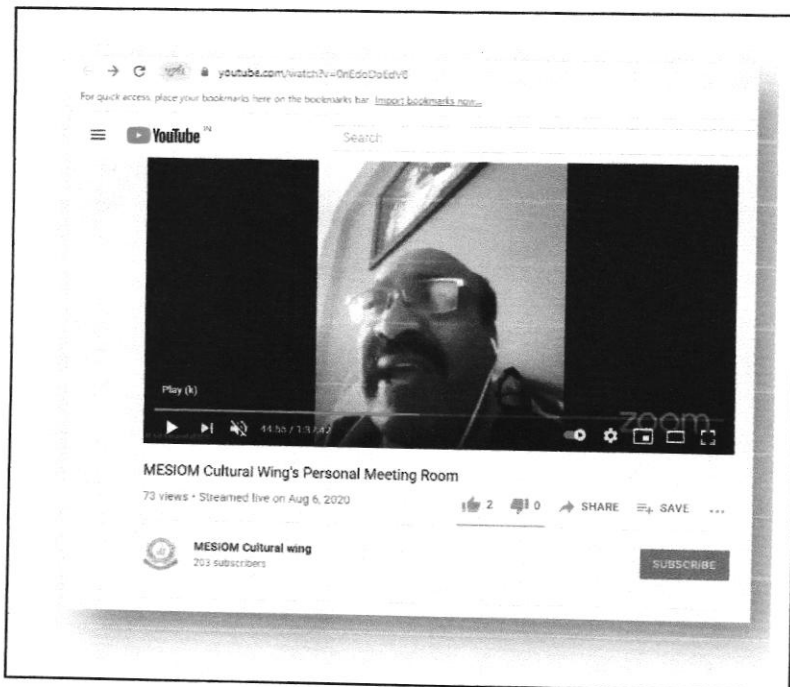 youtube.com/watch?v=
For quick access, place your bookmarks here on the bookmarks bar. Import bookmarks now...
YouTube IN
Search
Play (k)
zoom
MESIOM Cultural Wing's Personal Meeting Room
73 views • Streamed live on Aug 6, 2020
2 0 SHARE SAVE ...
MESIOM Cultural wing
203 subscribers
SUBSCRIBE